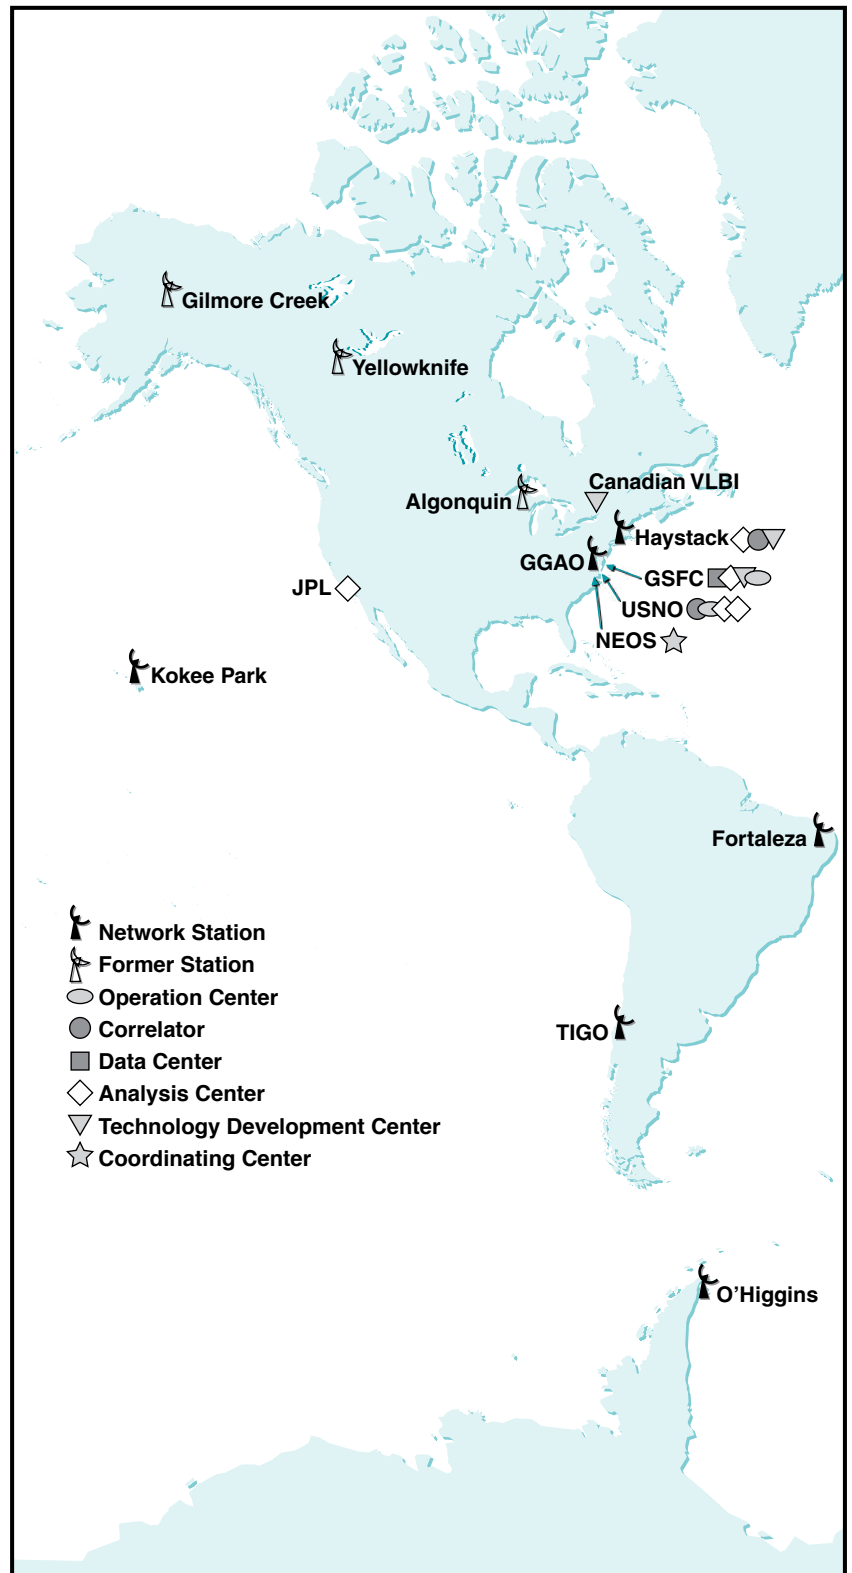 Gilmore Creek
Yellowknife
Canadian VLBI
Algonquin
Haystack
GGAO
GSFC
JPL
USNO
NEOS
Kokee Park
Fortaleza
Network Station
Former Station
Operation Center
Correlator
Data Center
Analysis Center
Technology Development Center
Coordinating Center
TIGO
O’Higgins